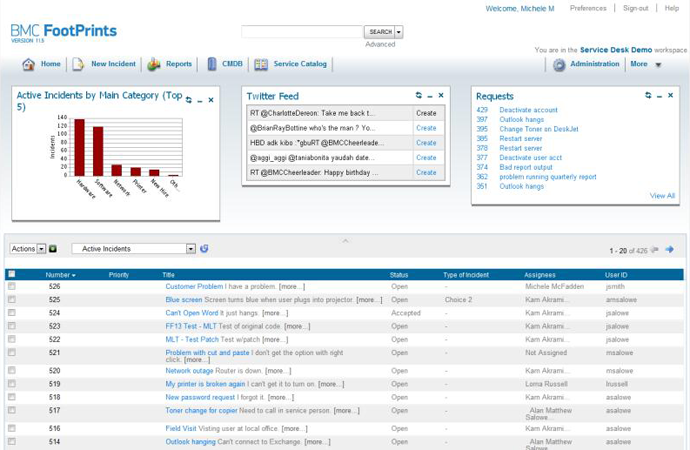 Welcome, Michele M Preferences Sign-out Help
BMC FootPrints
VERSION 11.5
SEARCH
Advanced
You are in the Service Desk Demo workspace
Home New Incident Reports CMDB Service Catalog Administration More
Active Incidents by Main Category (Top 5)
140
120
100
80
60
40
20
0
Incidents
Hardware Software Network Printer New Hire Oth...
Twitter Feed
RT @CharlotteDereon: Take me back t... Create
@BrianRayBottine who's the man ? Yo... Create
HBD adk kibo :*gbuRT @BMCCheerleade... Create
@aggi_aggi @taniabonita yaudah date... Create
RT @BMCCheerleader: Happy birthday ... Create
Requests
429 Deactivate account
397 Outlook hangs
395 Change Toner on DeskJet
385 Restart server
378 Restart server
377 Deactivate user acct
374 Bad report output
362 problem running quarterly report
351 Outlook hangs
View All
Actions Active Incidents 1 - 20 of 426
Number Priority Title Status Type of Incident Assignees User ID
526 Customer Problem I have a problem. [more...] Open - Michele McFadden jsmith
525 Blue screen Screen turns blue when user plugs into projector. [more...] Open Choice 2 Kam Akrami... amsalowe
524 Can't Open Word it just hangs. [more...] Accepted - Kam Akrami... jsalowe
523 FF13 Test - MLT Test of original code. [more...] Open - Kam Akrami... jsalowe
522 MLT - Test Patch Test w/patch [more...] Open - Kam Akrami... jsalowe
521 Problem with cut and paste I don't get the option with right click. [more...] Open - Not Assigned msalowe
520 Network outage Router is down. [more...] Open - Kam Akrami... jsalowe
519 My printer is broken again I can't get it to turn on. [more...] Open - Lorna Russell lrussell
518 New password request I forgot it. [more...] Open - Kam Akrami... asalowe
517 Toner change for copier Need to call in service person. [more...] Open - Alan Matthew Salowe... asalowe
516 Field Visit Visting user at local office. [more...] Open - Kam Akrami... asalowe
514 Outlook hanging Can't connect to Exchange. [more...] Open - Alan Matthew Salowe... asalowe